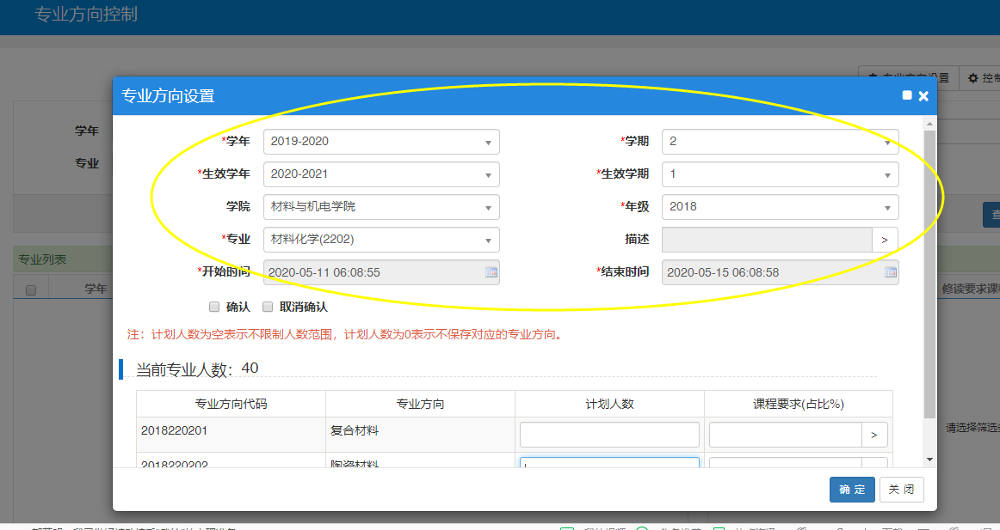 专业方向控制
专业方向设置
控制
专业方向设置
学年
专业
*学年 2019-2020 *学期 2
*生效学年 2020-2021 *生效学期 1
学院 材料与机电学院 *年级 2018
*专业 材料化学(2202) 描述 >
*开始时间 2020-05-11 06:08:55 *结束时间 2020-05-15 06:08:58
确认 取消确认
查
专业列表
学年
修读要求课程
注：计划人数为空表示不限制人数范围，计划人数为0表示不保存对应的专业方向。
当前专业人数：40
专业方向代码 专业方向 计划人数 课程要求(占比%)
2018220201 复合材料 >
2018220202 陶瓷材料
请选择筛选
确 定 关 闭